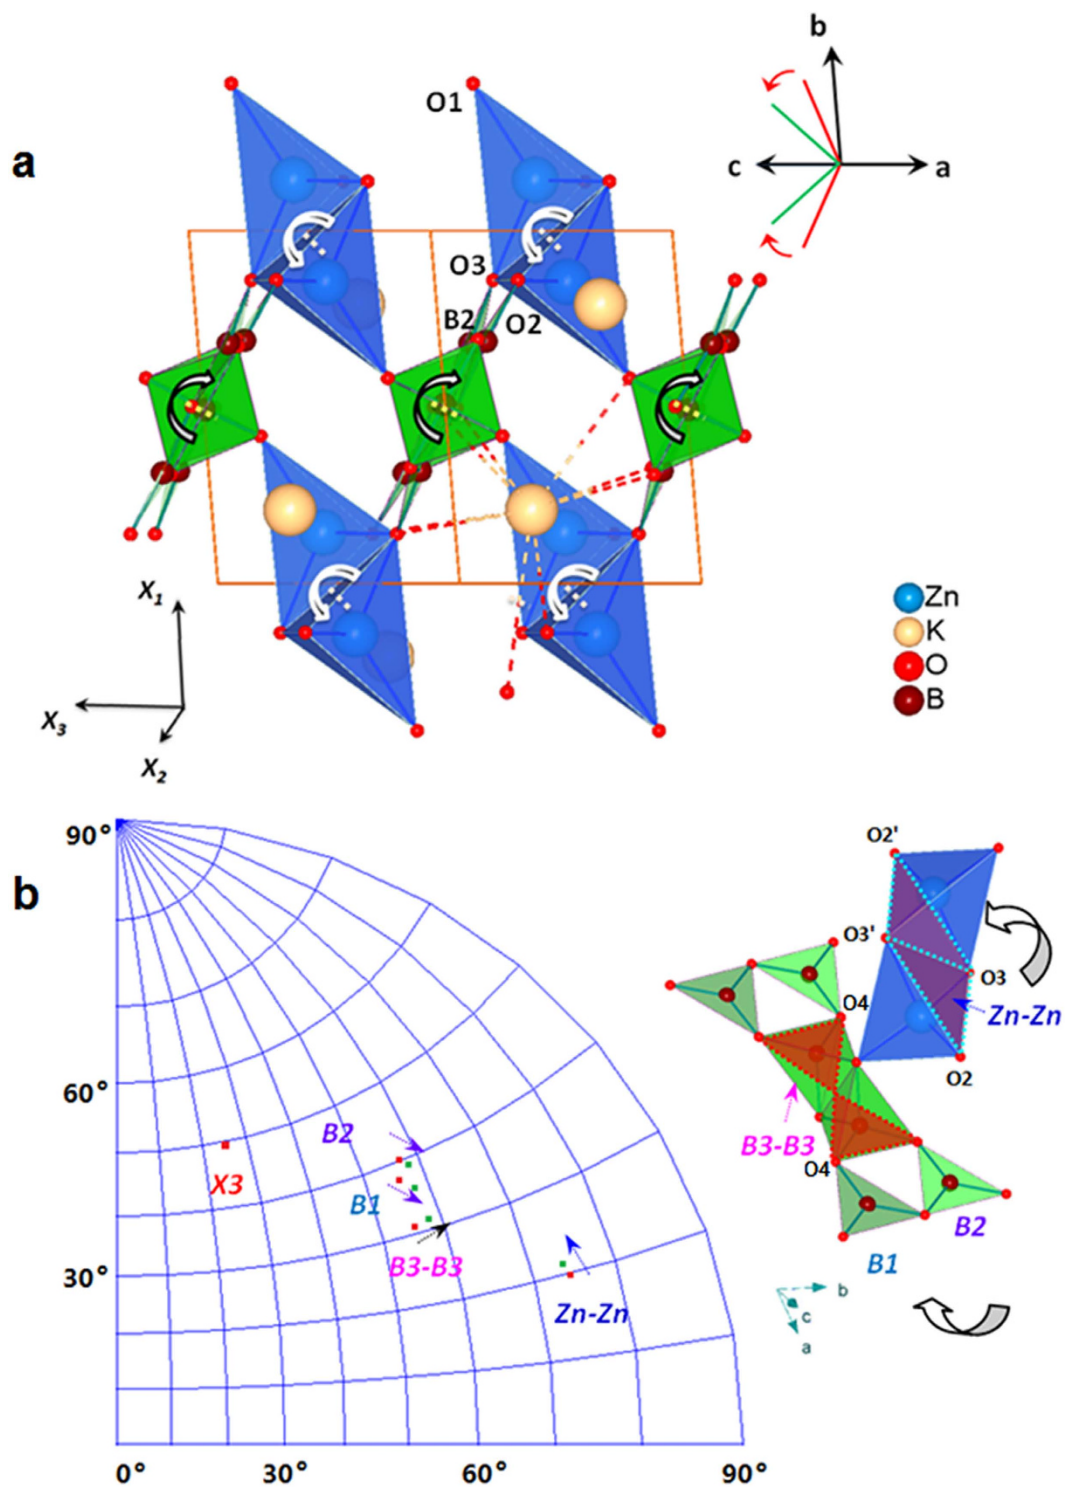 a
b
O1
c
a
O3
B2
O2
X1
X3
X2
Zn
K
O
B
b
90°
60°
30°
0°
30°
60°
90°
B2
X3
B1
B3-B3
Zn-Zn
O2'
O3'
O3
O4
Zn-Zn
O2
B3-B3
O4
B2
B1
b
c
a